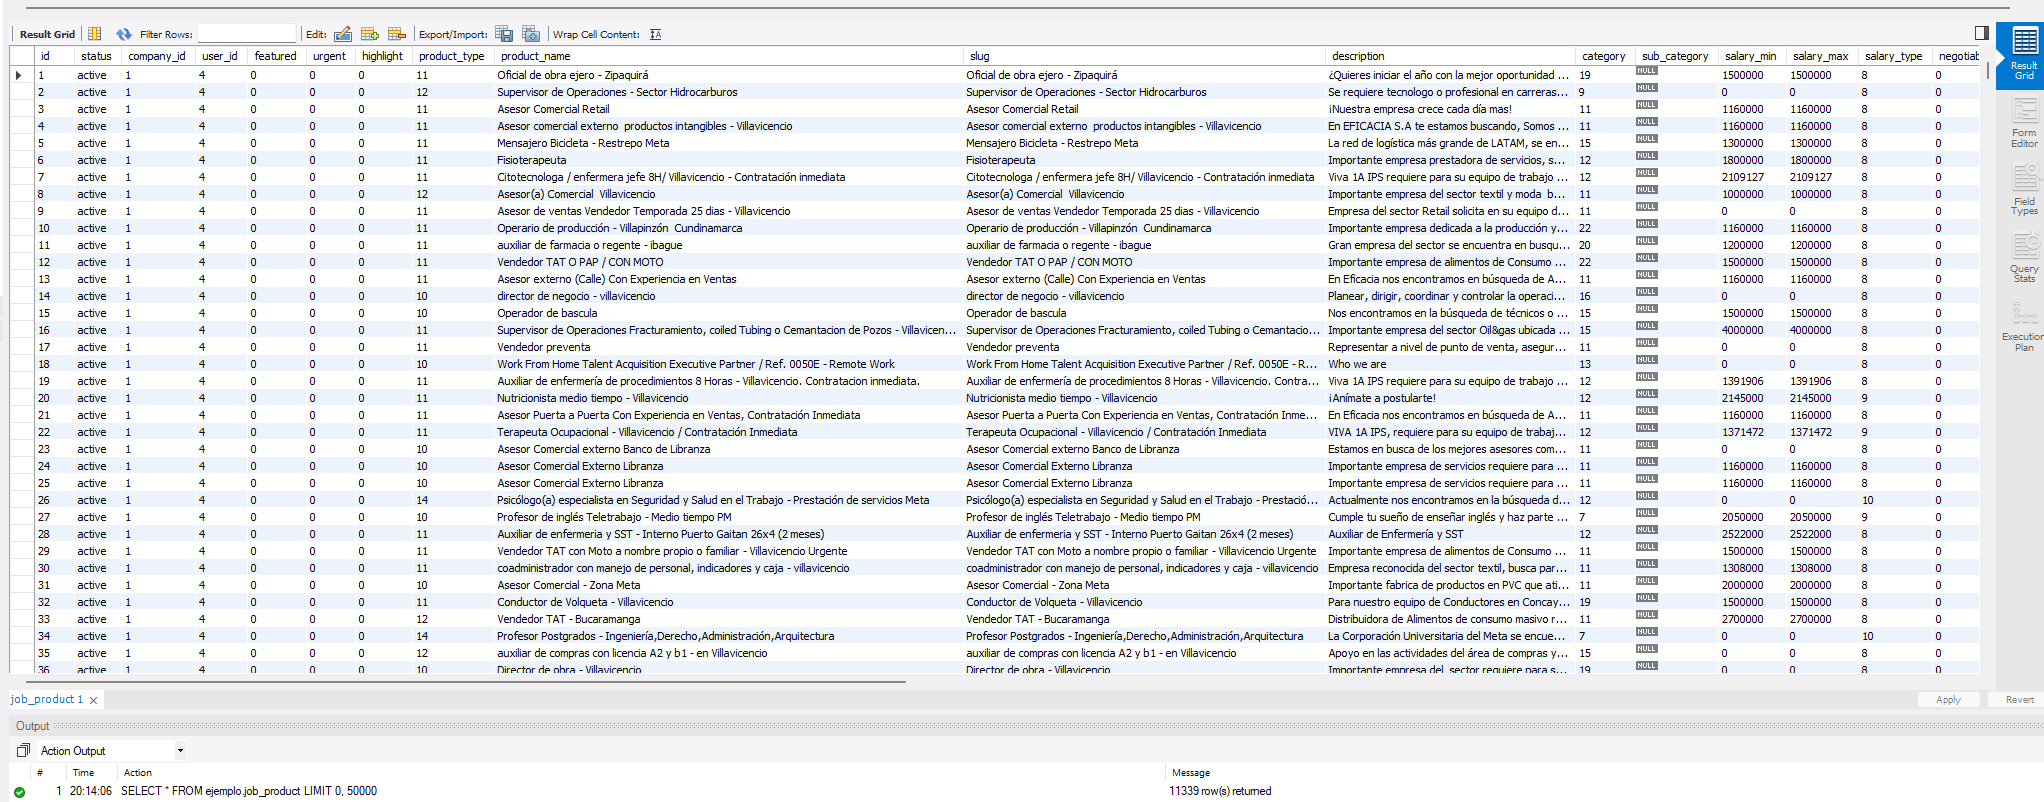 Result Grid Filter Rows: Edit: Export/Import: Wrap Cell Content:
id status company_id user_id featured urgent highlight product_type product_name slug description category sub_category salary_min salary_max salary_type negotiab
1 active 1 4 0 0 0 11 Oficial de obra ejero - Zipaquirá Oficial de obra ejero - Zipaquirá ¿Quieres iniciar el año con la mejor oportunidad ... 19 NULL 1500000 1500000 8 0
2 active 1 4 0 0 0 12 Supervisor de Operaciones - Sector Hidrocarburos Supervisor de Operaciones - Sector Hidrocarburos Se requiere tecnologo o profesional en carreras... 9 NULL 0 0 8 0
3 active 1 4 0 0 0 11 Asesor Comercial Retail Asesor Comercial Retail ¡Nuestra empresa crece cada día mas! 11 NULL 1160000 1160000 8 0
4 active 1 4 0 0 0 11 Asesor comercial externo  productos intangibles - Villavicencio Asesor comercial externo  productos intangibles - Villavicencio En EFICACIA S.A te estamos buscando, Somos ... 11 NULL 1160000 1160000 8 0
5 active 1 4 0 0 0 11 Mensajero Bicicleta - Restrepo Meta Mensajero Bicicleta - Restrepo Meta La red de logística más grande de LATAM, se en... 15 NULL 1300000 1300000 8 0
6 active 1 4 0 0 0 11 Fisioterapeuta Fisioterapeuta Importante empresa prestadora de servicios, s... 12 NULL 1800000 1800000 8 0
7 active 1 4 0 0 0 11 Citotecnologa / enfermera jefe 8H/ Villavicencio - Contratación inmediata Citotecnologa / enfermera jefe 8H/ Villavicencio - Contratación inmediata Viva 1A IPS requiere para su equipo de trabajo ... 12 NULL 2109127 2109127 8 0
8 active 1 4 0 0 0 12 Asesor(a) Comercial  Villavicencio Asesor(a) Comercial  Villavicencio Importante empresa del sector textil y moda  b... 11 NULL 1000000 1000000 8 0
9 active 1 4 0 0 0 11 Asesor de ventas Vendedor Temporada 25 dias - Villavicencio Asesor de ventas Vendedor Temporada 25 dias - Villavicencio Empresa del sector Retail solicita en su equipo d... 11 NULL 0 0 8 0
10 active 1 4 0 0 0 11 Operario de producción - Villapinzón  Cundinamarca Operario de producción - Villapinzón  Cundinamarca Importante empresa dedicada a la producción y... 22 NULL 1160000 1160000 8 0
11 active 1 4 0 0 0 11 auxiliar de farmacia o regente - ibague auxiliar de farmacia o regente - ibague Gran empresa del sector se encuentra en busqu... 20 NULL 1200000 1200000 8 0
12 active 1 4 0 0 0 11 Vendedor TAT O PAP / CON MOTO Vendedor TAT O PAP / CON MOTO Importante empresa de alimentos de Consumo ... 22 NULL 1500000 1500000 8 0
13 active 1 4 0 0 0 11 Asesor externo (Calle) Con Experiencia en Ventas Asesor externo (Calle) Con Experiencia en Ventas En Eficacia nos encontramos en búsqueda de A... 11 NULL 1160000 1160000 8 0
14 active 1 4 0 0 0 10 director de negocio - villavicencio director de negocio - villavicencio Planear, dirigir, coordinar y controlar la operaci... 16 NULL 0 0 8 0
15 active 1 4 0 0 0 10 Operador de bascula Operador de bascula Nos encontramos en la búsqueda de técnicos o ... 15 NULL 1500000 1500000 8 0
16 active 1 4 0 0 0 11 Supervisor de Operaciones Fracturamiento, coiled Tubing o Cemantacion de Pozos - Villavicen... Supervisor de Operaciones Fracturamiento, coiled Tubing o Cemantacio... Importante empresa del sector Oil&gas ubicada ... 15 NULL 4000000 4000000 8 0
17 active 1 4 0 0 0 11 Vendedor preventa Vendedor preventa Representar a nivel de punto de venta, asegur... 11 NULL 0 0 8 0
18 active 1 4 0 0 0 10 Work From Home Talent Acquisition Executive Partner / Ref. 0050E - Remote Work Work From Home Talent Acquisition Executive Partner / Ref. 0050E - R... Who we are 13 NULL 0 0 8 0
19 active 1 4 0 0 0 11 Auxiliar de enfermería de procedimientos 8 Horas - Villavicencio. Contratacion inmediata. Auxiliar de enfermería de procedimientos 8 Horas - Villavicencio. Contra... Viva 1A IPS requiere para su equipo de trabajo ... 12 NULL 1391906 1391906 8 0
20 active 1 4 0 0 0 11 Nutricionista medio tiempo - Villavicencio Nutricionista medio tiempo - Villavicencio ¡Anímate a postularte! 12 NULL 2145000 2145000 9 0
21 active 1 4 0 0 0 11 Asesor Puerta a Puerta Con Experiencia en Ventas, Contratación Inmediata Asesor Puerta a Puerta Con Experiencia en Ventas, Contratación Inme... En Eficacia nos encontramos en búsqueda de A... 11 NULL 1160000 1160000 8 0
22 active 1 4 0 0 0 11 Terapeuta Ocupacional - Villavicencio / Contratación Inmediata Terapeuta Ocupacional - Villavicencio / Contratación Inmediata VIVA 1A IPS, requiere para su equipo de trabaj... 12 NULL 1371472 1371472 9 0
23 active 1 4 0 0 0 10 Asesor Comercial externo Banco de Libranza Asesor Comercial externo Banco de Libranza Estamos en busca de los mejores asesores com... 11 NULL 0 0 8 0
24 active 1 4 0 0 0 10 Asesor Comercial Externo Libranza Asesor Comercial Externo Libranza Importante empresa de servicios requiere para ... 11 NULL 1160000 1160000 8 0
25 active 1 4 0 0 0 10 Asesor Comercial Externo Libranza Asesor Comercial Externo Libranza Importante empresa de servicios requiere para ... 11 NULL 1160000 1160000 8 0
26 active 1 4 0 0 0 14 Psicólogo(a) especialista en Seguridad y Salud en el Trabajo - Prestación de servicios Meta Psicólogo(a) especialista en Seguridad y Salud en el Trabajo - Prestació... Actualmente nos encontramos en la búsqueda d... 12 NULL 0 0 10 0
27 active 1 4 0 0 0 10 Profesor de inglés Teletrabajo - Medio tiempo PM Profesor de inglés Teletrabajo - Medio tiempo PM Cumple tu sueño de enseñar inglés y haz parte ... 7 NULL 2050000 2050000 9 0
28 active 1 4 0 0 0 11 Auxiliar de enfermeria y SST - Interno Puerto Gaitan 26x4 (2 meses) Auxiliar de enfermeria y SST - Interno Puerto Gaitan 26x4 (2 meses) Auxiliar de Enfermería y SST 12 NULL 2522000 2522000 8 0
29 active 1 4 0 0 0 11 Vendedor TAT con Moto a nombre propio o familiar - Villavicencio Urgente Vendedor TAT con Moto a nombre propio o familiar - Villavicencio Urgente Importante empresa de alimentos de Consumo ... 11 NULL 1500000 1500000 8 0
30 active 1 4 0 0 0 11 coadministrador con manejo de personal, indicadores y caja - villavicencio coadministrador con manejo de personal, indicadores y caja - villavicencio Empresa reconocida del sector textil, busca par... 11 NULL 1308000 1308000 8 0
31 active 1 4 0 0 0 10 Asesor Comercial - Zona Meta Asesor Comercial - Zona Meta Importante fabrica de productos en PVC que ati... 11 NULL 2000000 2000000 8 0
32 active 1 4 0 0 0 11 Conductor de Volqueta - Villavicencio Conductor de Volqueta - Villavicencio Para nuestro equipo de Conductores en Concay... 19 NULL 1500000 1500000 8 0
33 active 1 4 0 0 0 12 Vendedor TAT - Bucaramanga Vendedor TAT - Bucaramanga Distribuidora de Alimentos de consumo masivo r... 11 NULL 2700000 2700000 8 0
34 active 1 4 0 0 0 14 Profesor Postgrados - Ingeniería,Derecho,Administración,Arquitectura Profesor Postgrados - Ingeniería,Derecho,Administración,Arquitectura La Corporación Universitaria del Meta se encue... 7 NULL 0 0 10 0
35 active 1 4 0 0 0 12 auxiliar de compras con licencia A2 y b1 - en Villavicencio auxiliar de compras con licencia A2 y b1 - en Villavicencio Apoyo en las actividades del área de compras y... 15 NULL 0 0 8 0
36 active 1 4 0 0 0 10 Director de obra - Villavicencio Director de obra - Villavicencio Importante empresa del  sector requiere para s... 19 NULL 0 0 8 0
Result
Grid
Form
Editor
Field
Types
Query
Stats
Execution
Plan
job_product 1
Apply Revert
Output
Action Output
# Time Action Message
1 20:14:06 SELECT * FROM ejemplo.job_product LIMIT 0, 50000 11339 row(s) returned